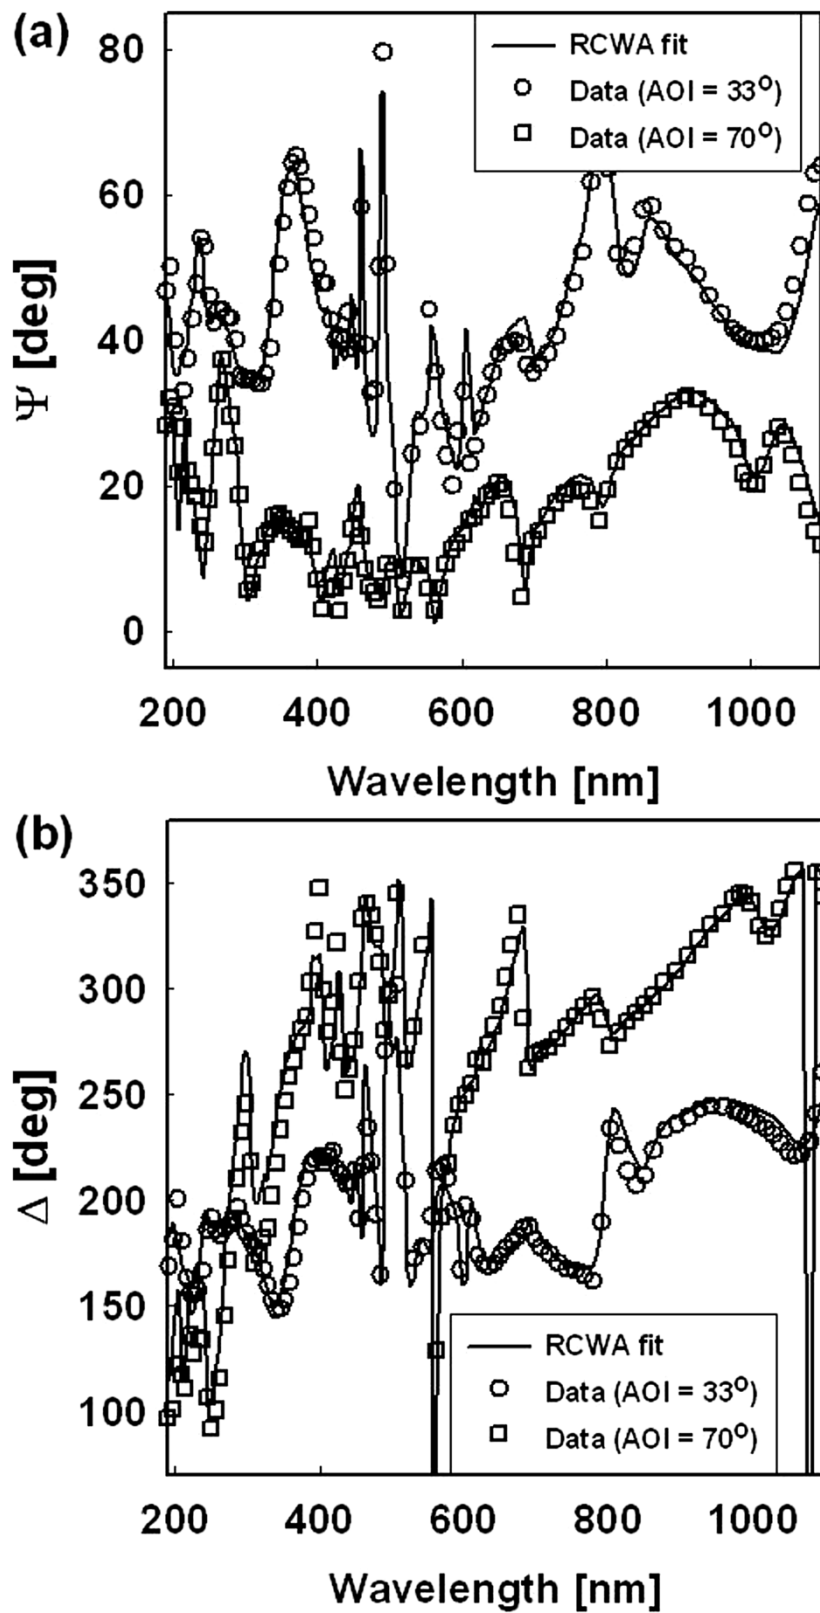 (a)
80
60
40
20
0
Ψ [deg]
RCWA fit
Data (AOI = 33°)
Data (AOI = 70°)
200 400 600 800 1000
Wavelength [nm]
(b)
350
300
250
200
150
100
Δ [deg]
RCWA fit
Data (AOI = 33°)
Data (AOI = 70°)
200 400 600 800 1000
Wavelength [nm]